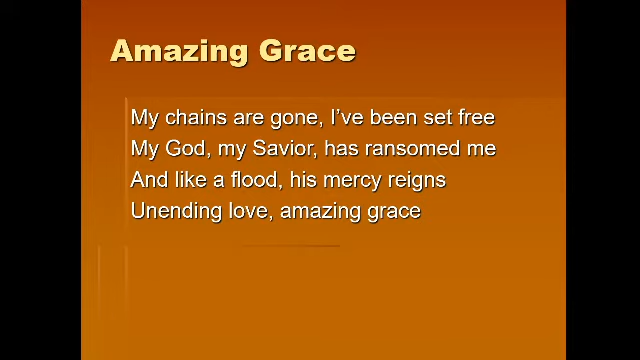 Amazing Grace
My chains are gone, I've been set free
My God, my Savior, has ransomed me
And like a flood, his mercy reigns
Unending love, amazing grace